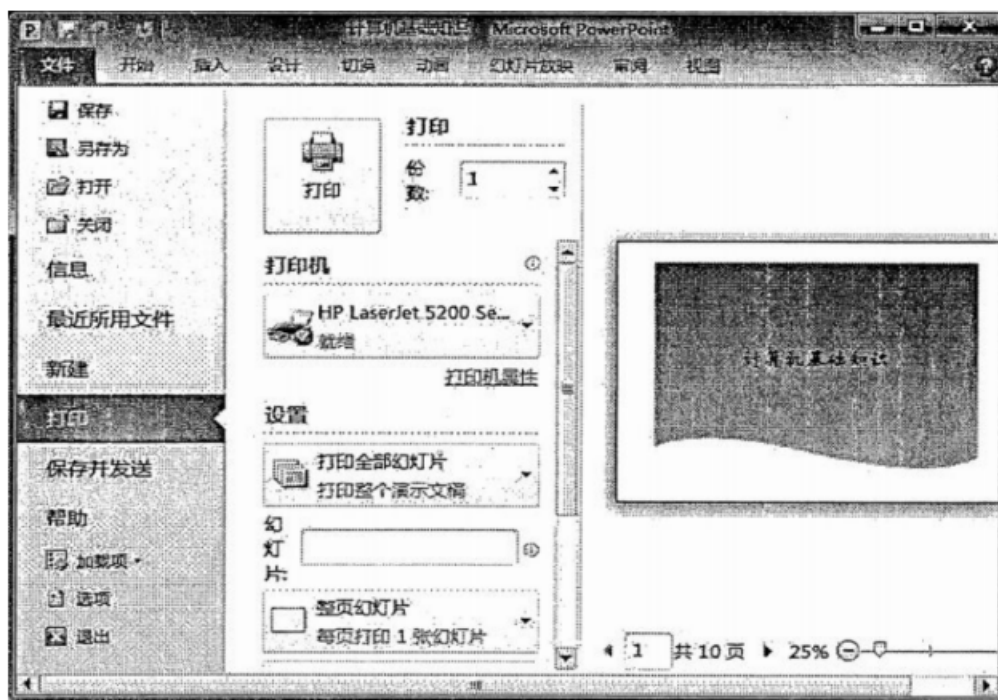 计算机基础知识 - Microsoft PowerPoint
文件 开始 插入 设计 切换 动画 幻灯片放映 审阅 视图
保存
另存为
打开
关闭
信息
最近所用文件
新建
打印
保存并发送
帮助
加载项
选项
退出
打印
打印
份数:
1
打印机
HP LaserJet 5200 Se...
就绪
打印机属性
设置
打印全部幻灯片
打印整个演示文稿
幻灯片:
整页幻灯片
每页打印 1 张幻灯片
计算机基础知识
1 共 10 页 25%